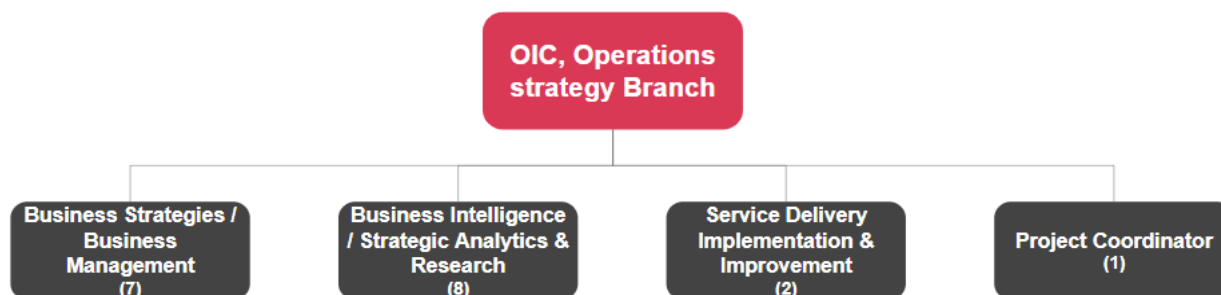 OIC, Operations
strategy Branch
Business Strategies /
Business
Management
(7)
Business Intelligence
/ Strategic Analytics &
Research
(8)
Service Delivery
Implementation &
Improvement
(2)
Project Coordinator
(1)